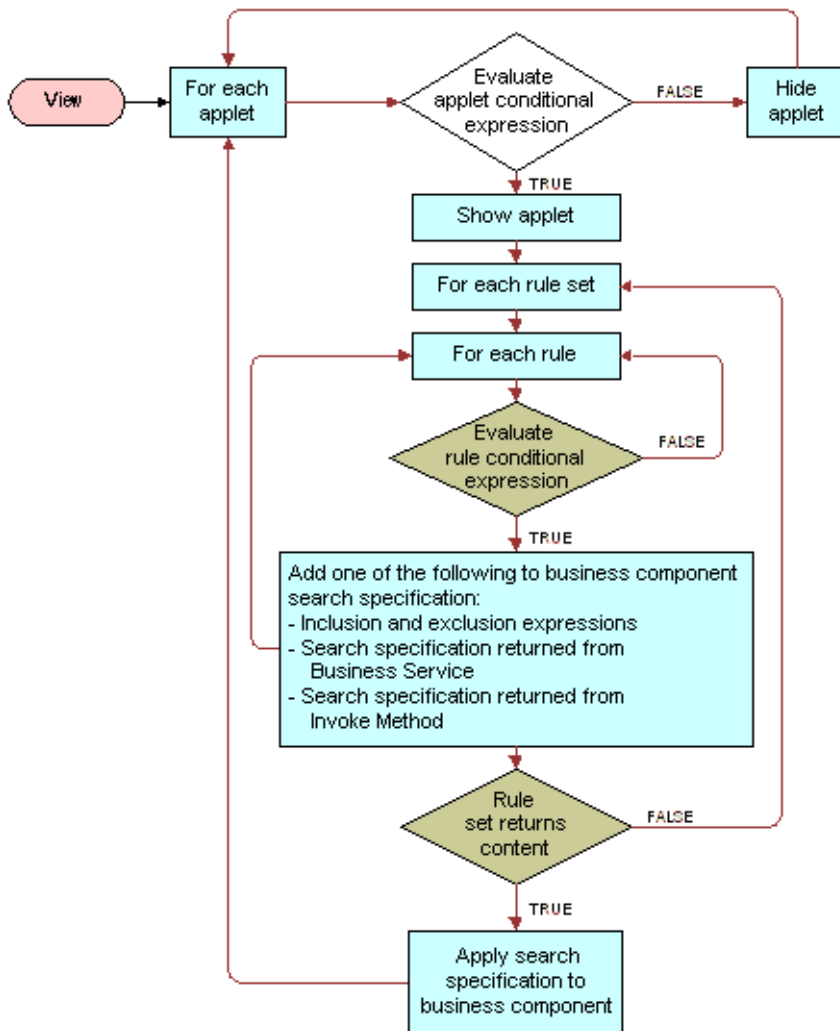 View
For each
applet
Evaluate
applet conditional
expression
FALSE
Hide
applet
TRUE
Show applet
For each rule set
For each rule
Evaluate
rule conditional
expression
FALSE
TRUE
Add one of the following to business component
search specification:
- Inclusion and exclusion expressions
- Search specification returned from
Business Service
- Search specification returned from
Invoke Method
Rule
set returns
content
FALSE
TRUE
Apply search
specification to
business component